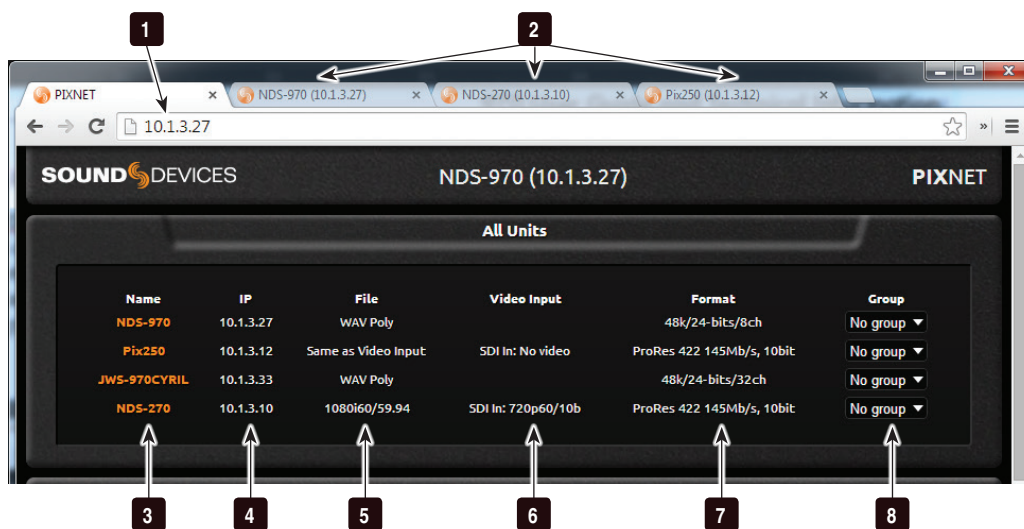 1
2
PIXNET
NDS-970 (10.1.3.27)
NDS-270 (10.1.3.10)
Pix250 (10.1.3.12)
10.1.3.27
SOUND DEVICES
NDS-970 (10.1.3.27)
PIXNET
All Units
Name IP File Video Input Format Group
NDS-970 10.1.3.27 WAV Poly 48k/24-bits/8ch No group
Pix250 10.1.3.12 Same as Video Input SDI In: No video ProRes 422 145Mb/s, 10bit No group
JWS-970CYRIL 10.1.3.33 WAV Poly 48k/24-bits/32ch No group
NDS-270 10.1.3.10 1080i60/59.94 SDI In: 720p60/10b ProRes 422 145Mb/s, 10bit No group
3 4 5 6 7 8